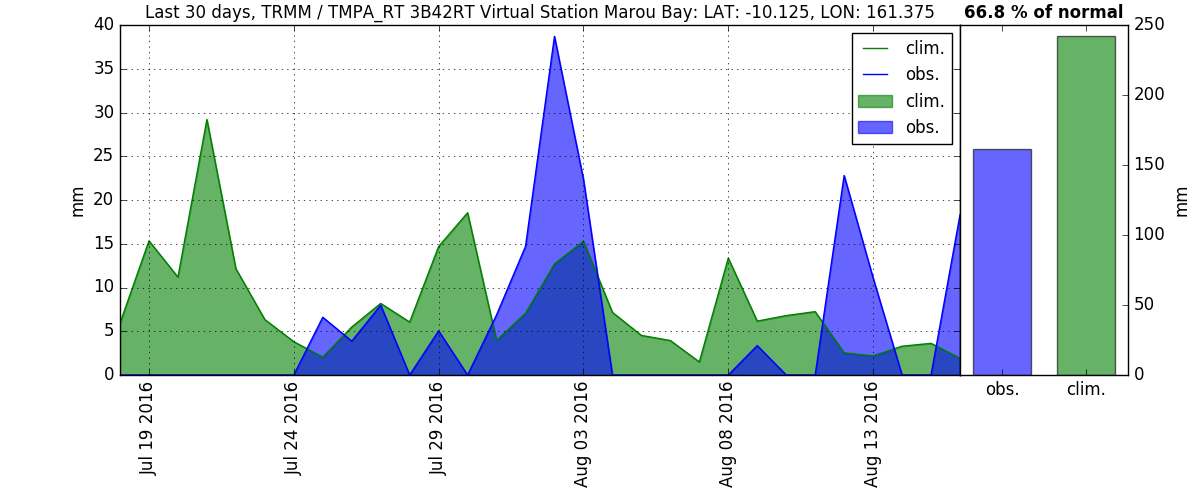 Last 30 days, TRMM / TMPA_RT 3B42RT Virtual Station Marou Bay: LAT: -10.125, LON: 161.375
66.8 % of normal
40
35
30
25
20
15
10
5
0
mm
clim.
obs.
clim.
obs.
Jul 19 2016
Jul 24 2016
Jul 29 2016
Aug 03 2016
Aug 08 2016
Aug 13 2016
250
200
150
100
50
0
mm
obs.
clim.